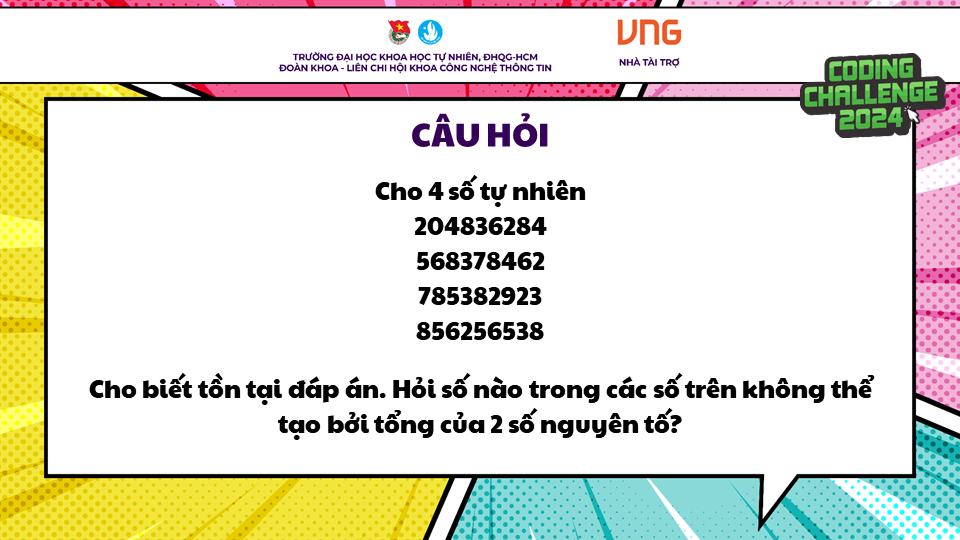 TRƯỜNG ĐẠI HỌC KHOA HỌC TỰ NHIÊN, ĐHQG-HCM
ĐOÀN KHOA - LIÊN CHI HỘI KHOA CÔNG NGHỆ THÔNG TIN
VNG
NHÀ TÀI TRỢ
CODING
CHALLENGE
2024
CÂU HỎI
Cho 4 số tự nhiên
204836284
568378462
785382923
856256538
Cho biết tồn tại đáp án. Hỏi số nào trong các số trên không thể
tạo bởi tổng của 2 số nguyên tố?